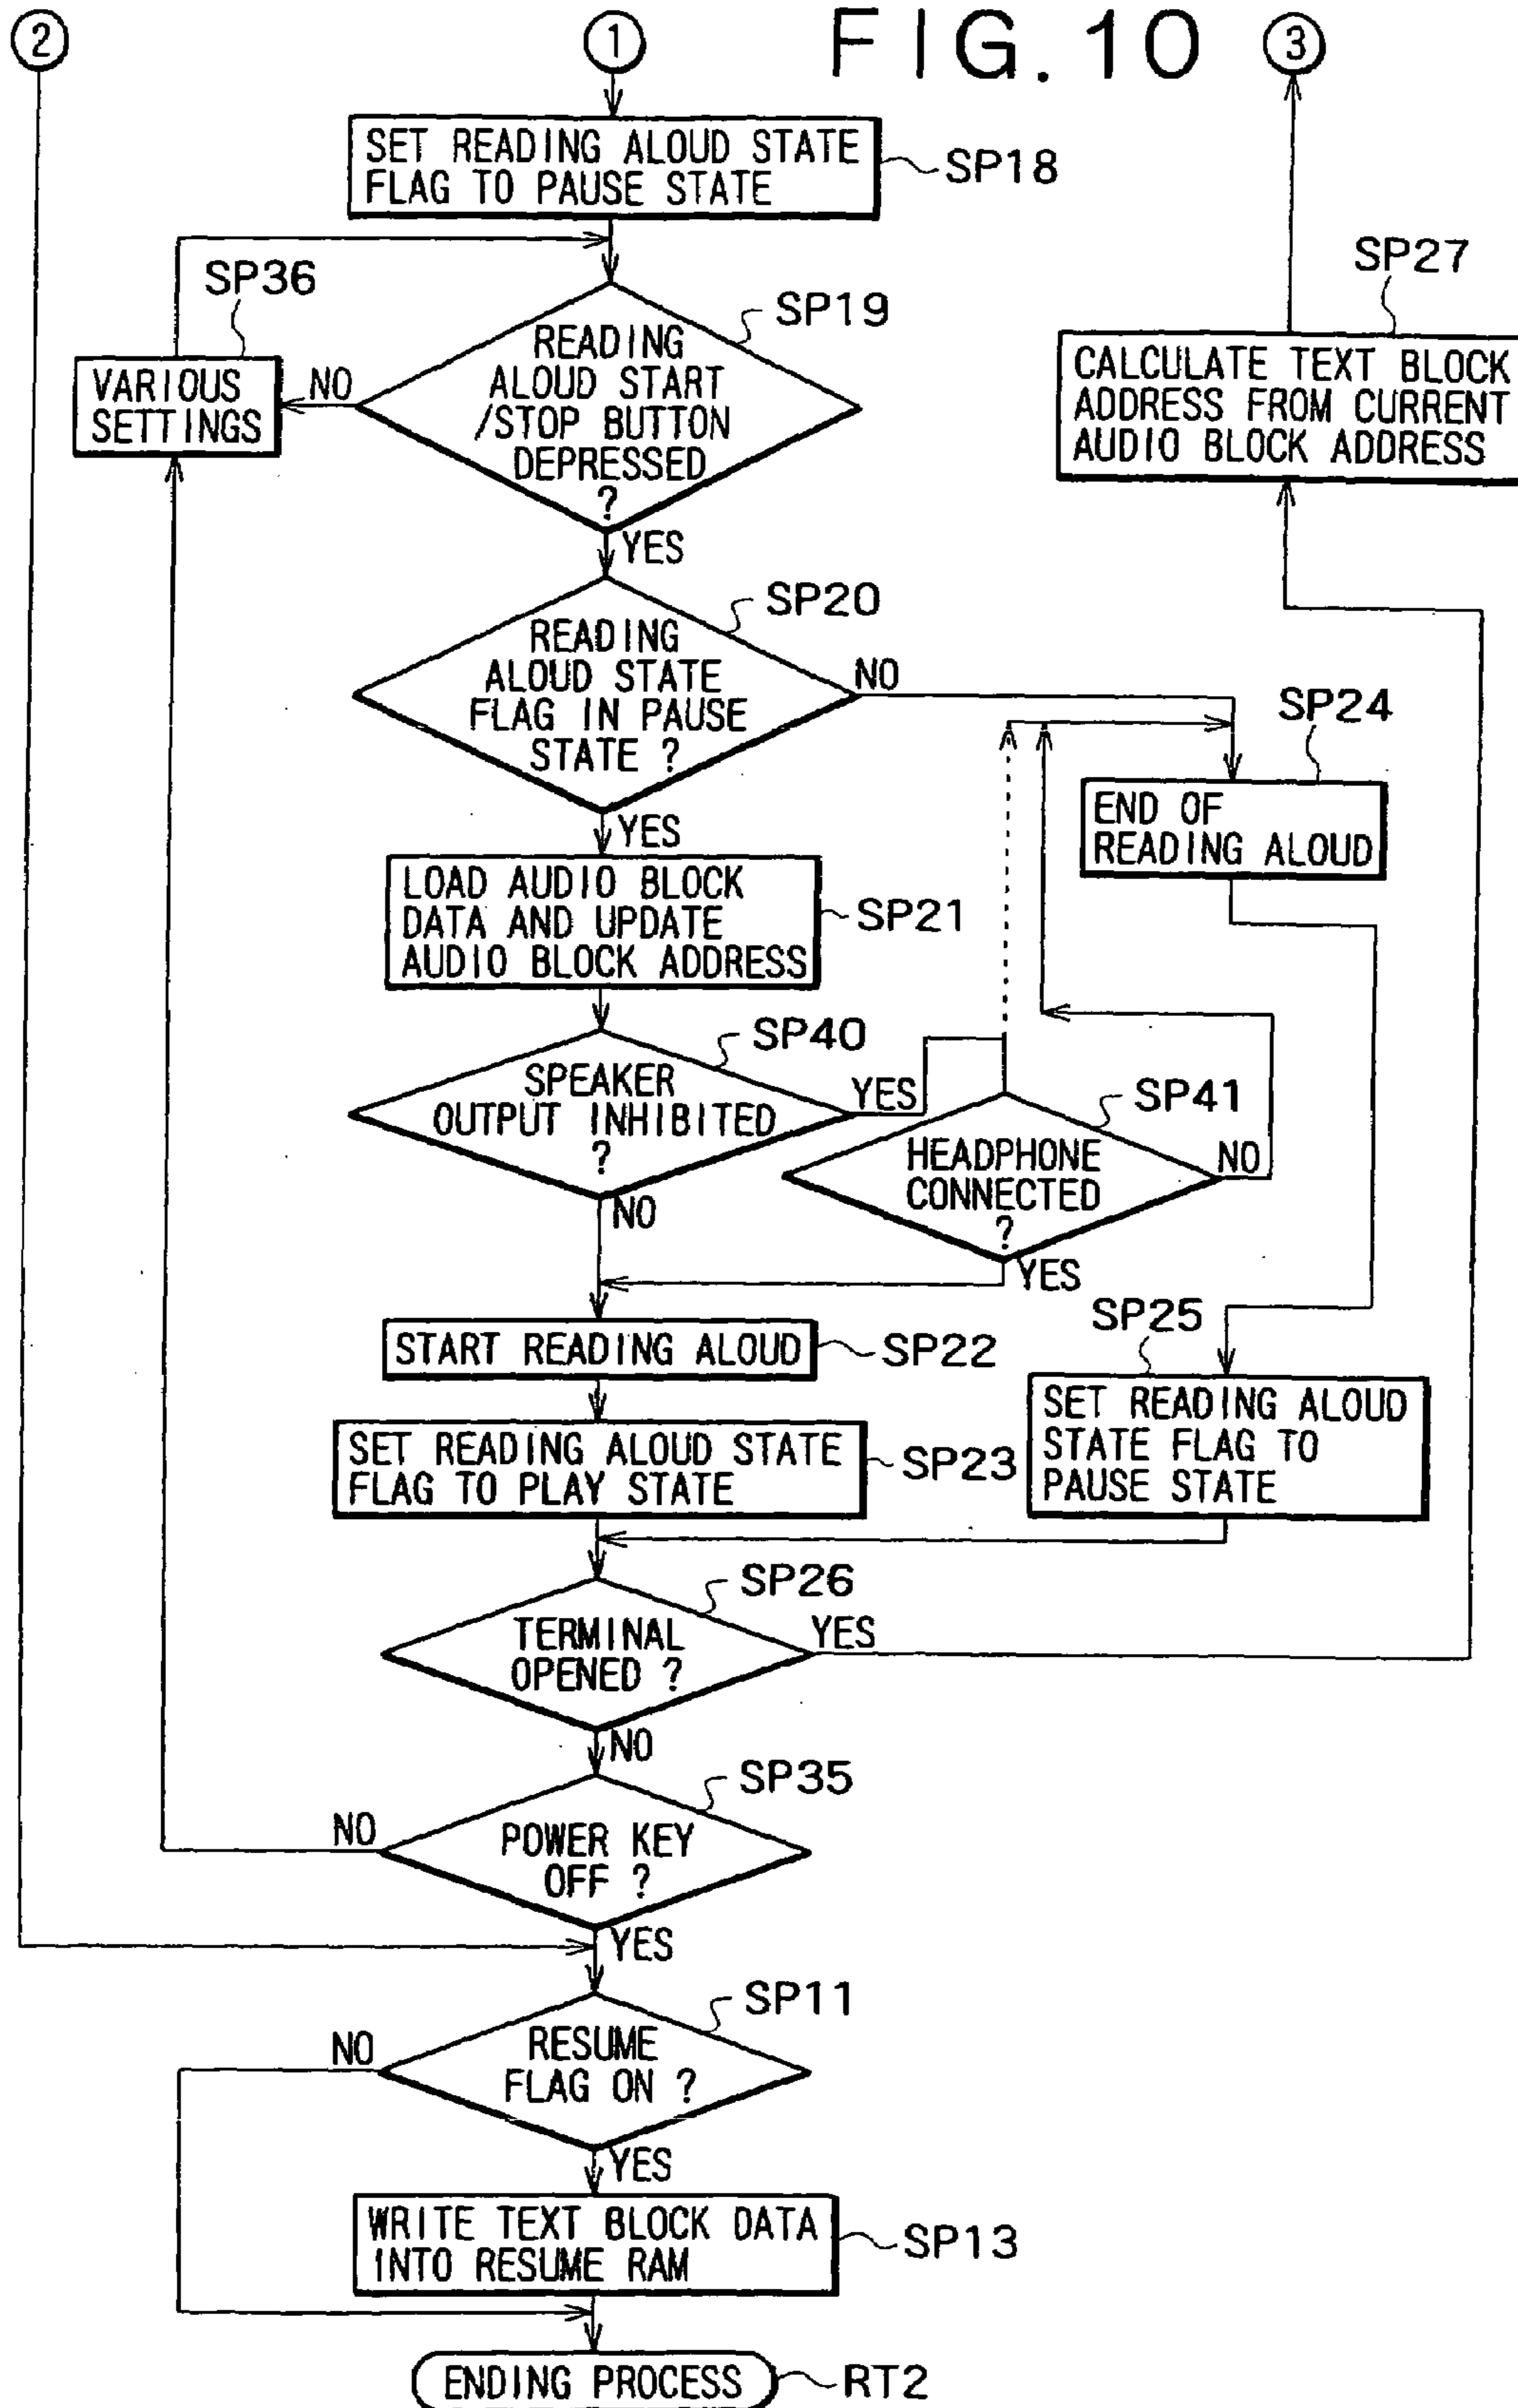 2
1
FIG. 10
3
SET READING ALOUD STATE
FLAG TO PAUSE STATE
SP18
SP36
VARIOUS
SETTINGS
NO
SP19
READING
ALOUD START
/STOP BUTTON
DEPRESSED
?
YES
SP27
CALCULATE TEXT BLOCK
ADDRESS FROM CURRENT
AUDIO BLOCK ADDRESS
SP20
READING
ALOUD STATE
FLAG IN PAUSE
STATE ?
NO
YES
SP24
END OF
READING ALOUD
LOAD AUDIO BLOCK
DATA AND UPDATE
AUDIO BLOCK ADDRESS
SP21
SP40
SPEAKER
OUTPUT INHIBITED
?
YES
NO
SP41
HEADPHONE
CONNECTED
?
NO
YES
START READING ALOUD
SP22
SP25
SET READING ALOUD
STATE FLAG TO
PAUSE STATE
SET READING ALOUD STATE
FLAG TO PLAY STATE
SP23
SP26
TERMINAL
OPENED ?
YES
NO
SP35
POWER KEY
OFF ?
NO
YES
SP11
RESUME
FLAG ON ?
NO
YES
WRITE TEXT BLOCK DATA
INTO RESUME RAM
SP13
ENDING PROCESS
RT2